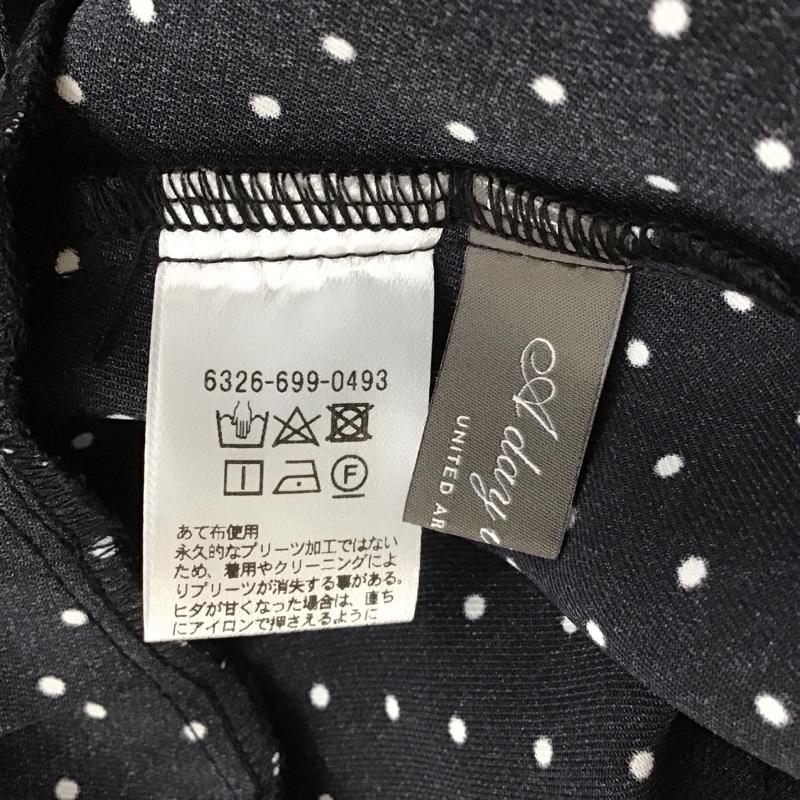 6326-699-0493
F
あて布使用
永久的なプリーツ加工ではない
ため、着用やクリーニングによ
りプリーツが消失する事がある。
ヒダが甘くなった場合は、直ち
にアイロンで押さえるように
A day
UNITED AR